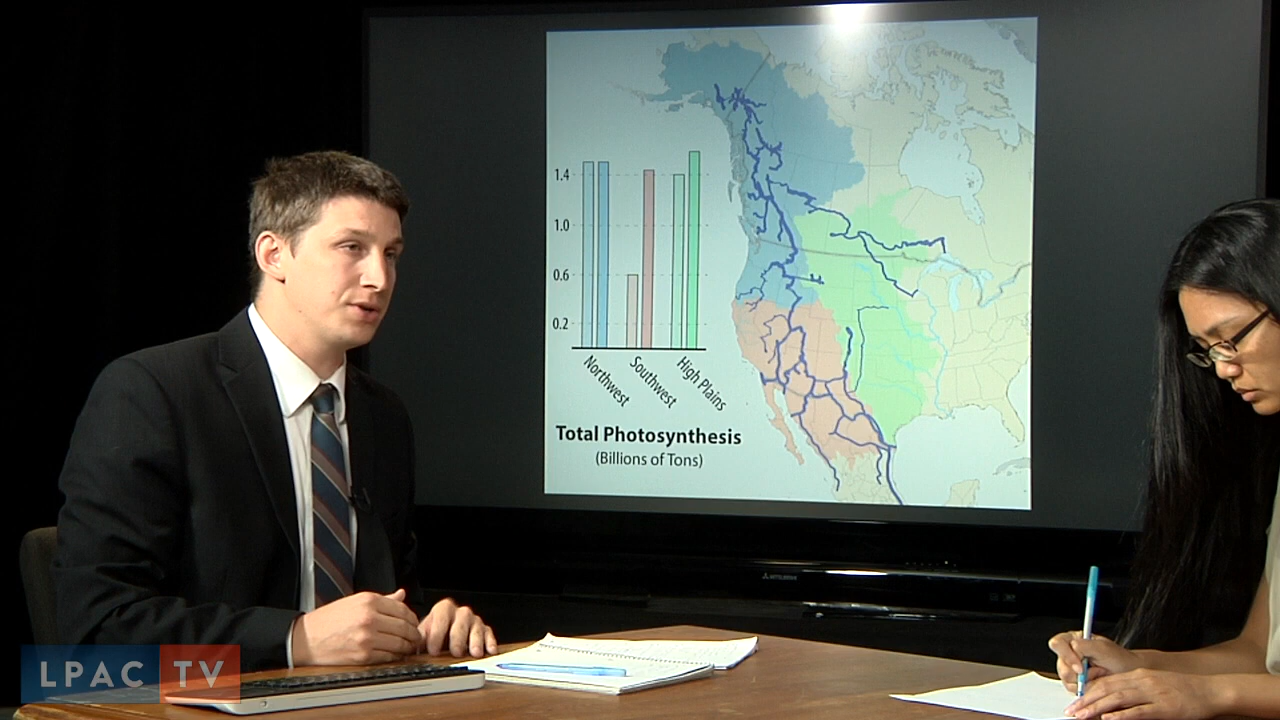 1.4
1.0
0.6
0.2
Northwest
Southwest
High Plains
Total Photosynthesis
(Billions of Tons)
MITSUBISHI
LPAC TV